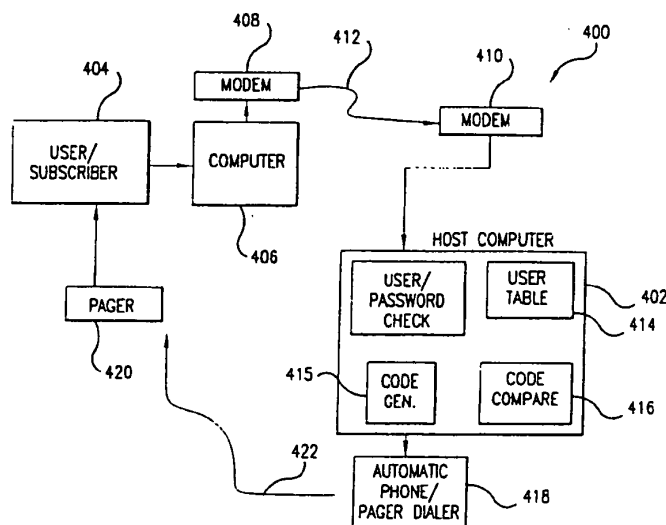 408
412
410
400
404
MODEM
MODEM
USER/
SUBSCRIBER
COMPUTER
406
HOST COMPUTER
USER/
PASSWORD
CHECK
USER
TABLE
402
414
PAGER
420
415
CODE
GEN.
CODE
COMPARE
416
422
AUTOMATIC
PHONE/
PAGER DIALER
418